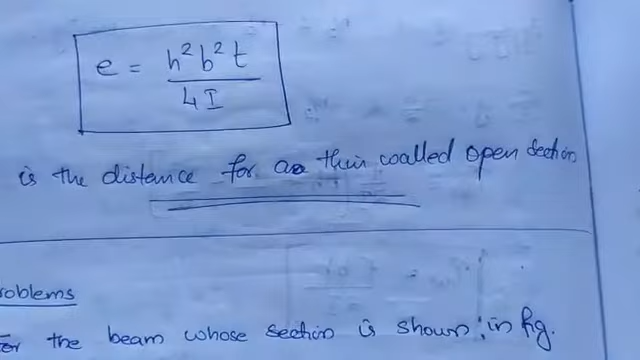 e = h²b²t / 4I
is the distance for a thin walled open section
roblems
For the beam whose section is shown in fig.